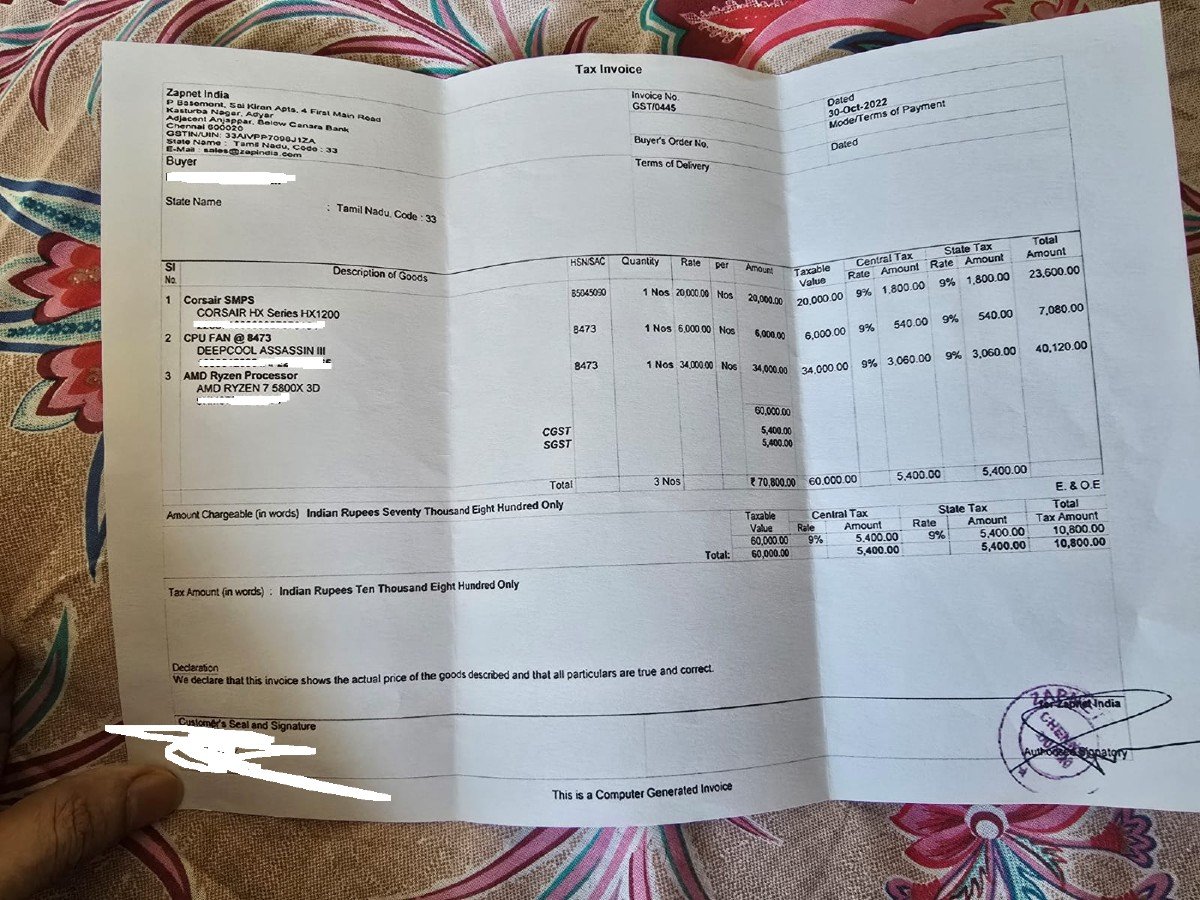 Tax Invoice
Zapnet India
P Basement, Sai Kiran Apts, 4 First Main Road
Kasturba Nagar, Adyar
Adjacent Anjappar, Below Canara Bank
Chennai 600020
GSTIN/UIN: 33AIVPP7098J1ZA
State Name : Tamil Nadu, Code : 33
E-Mail : sales@zapindia.com
Invoice No.
GST/0445
Dated
30-Oct-2022
Mode/Terms of Payment
Buyer's Order No.
Dated
Terms of Delivery
Buyer
State Name : Tamil Nadu, Code : 33
Sl No. Description of Goods HSN/SAC Quantity Rate per Amount Taxable Value Central Tax Rate Amount State Tax Rate Amount Total Amount
1 Corsair SMPS 85045090 1 Nos 20,000.00 Nos 20,000.00 20,000.00 9% 1,800.00 9% 1,800.00 23,600.00
CORSAIR HX Series HX1200
2 CPU FAN @ 8473 8473 1 Nos 6,000.00 Nos 6,000.00 6,000.00 9% 540.00 9% 540.00 7,080.00
DEEPCOOL ASSASSIN III
3 AMD Ryzen Processor 8473 1 Nos 34,000.00 Nos 34,000.00 34,000.00 9% 3,060.00 9% 3,060.00 40,120.00
AMD RYZEN 7 5800X 3D
60,000.00
CGST 5,400.00
SGST 5,400.00
Total 3 Nos ₹ 70,800.00 60,000.00 5,400.00 5,400.00
E. & O.E
Amount Chargeable (in words) Indian Rupees Seventy Thousand Eight Hundred Only
Taxable Value Central Tax Rate Amount State Tax Rate Amount Total Tax Amount
60,000.00 9% 5,400.00 9% 5,400.00 10,800.00
Total: 60,000.00 5,400.00 5,400.00 10,800.00
Tax Amount (in words) : Indian Rupees Ten Thousand Eight Hundred Only
Declaration
We declare that this invoice shows the actual price of the goods described and that all particulars are true and correct.
Customer's Seal and Signature
for Zapnet India
Authorised Signatory
This is a Computer Generated Invoice